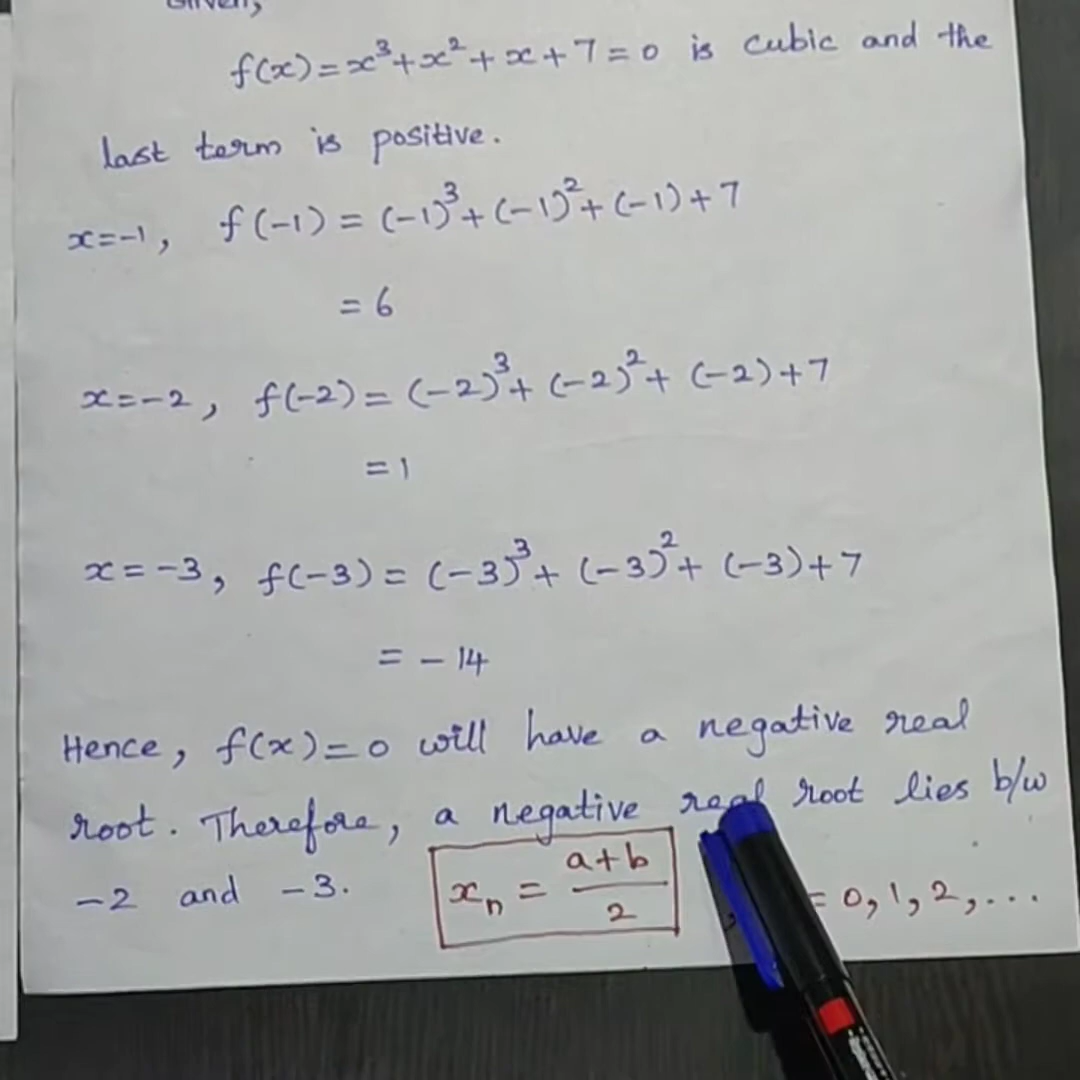 Given,
f(x)=x³+x²+x+7=0 is cubic and the
last term is positive.
x=-1, f(-1) = (-1)³+(-1)²+(-1)+7
= 6
x=-2, f(-2) = (-2)³+ (-2)²+ (-2)+7
= 1
x=-3, f(-3) = (-3)³+ (-3)²+ (-3)+7
= -14
Hence, f(x)=0 will have a negative real
root. Therefore, a negative real root lies b/w
-2 and -3. xₙ = (a+b)/2 = 0,1,2,...